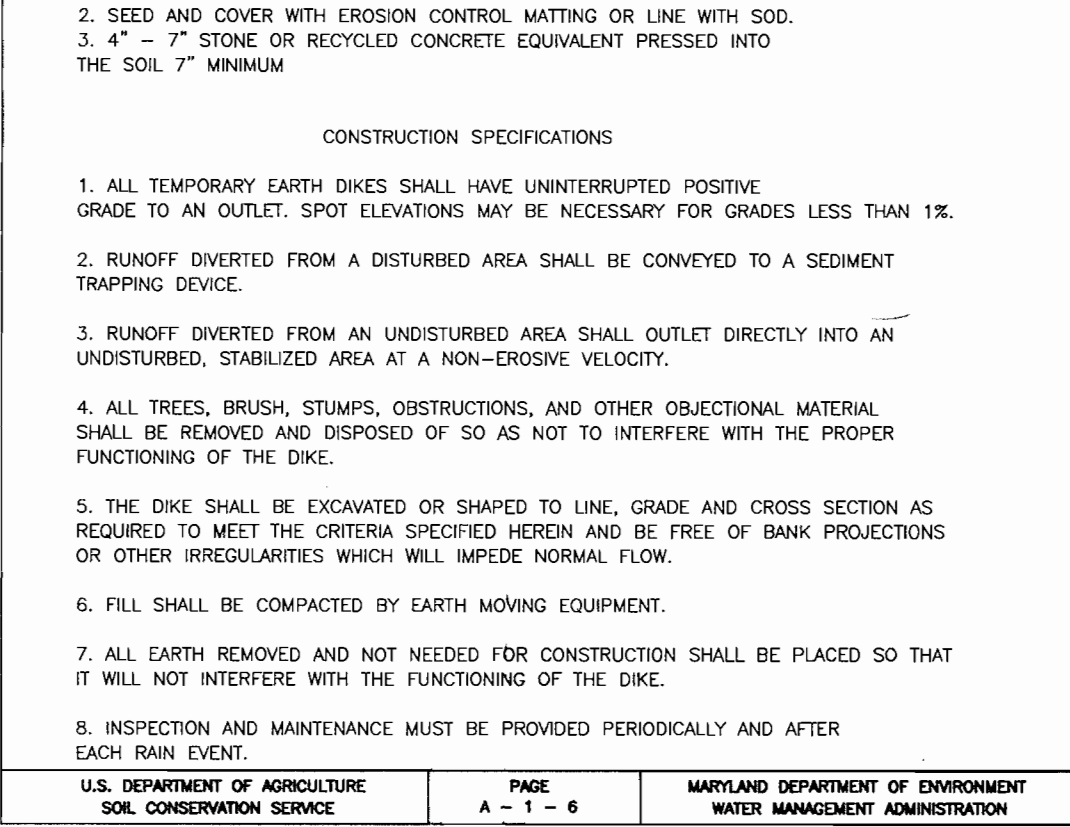 2. SEED AND COVER WITH EROSION CONTROL MATTING OR LINE WITH SOD.
3. 4" – 7" STONE OR RECYCLED CONCRETE EQUIVALENT PRESSED INTO
THE SOIL 7" MINIMUM
CONSTRUCTION SPECIFICATIONS
1. ALL TEMPORARY EARTH DIKES SHALL HAVE UNINTERRUPTED POSITIVE
GRADE TO AN OUTLET. SPOT ELEVATIONS MAY BE NECESSARY FOR GRADES LESS THAN 1%.
2. RUNOFF DIVERTED FROM A DISTURBED AREA SHALL BE CONVEYED TO A SEDIMENT
TRAPPING DEVICE.
3. RUNOFF DIVERTED FROM AN UNDISTURBED AREA SHALL OUTLET DIRECTLY INTO AN
UNDISTURBED, STABILIZED AREA AT A NON–EROSIVE VELOCITY.
4. ALL TREES, BRUSH, STUMPS, OBSTRUCTIONS, AND OTHER OBJECTIONAL MATERIAL
SHALL BE REMOVED AND DISPOSED OF SO AS NOT TO INTERFERE WITH THE PROPER
FUNCTIONING OF THE DIKE.
5. THE DIKE SHALL BE EXCAVATED OR SHAPED TO LINE, GRADE AND CROSS SECTION AS
REQUIRED TO MEET THE CRITERIA SPECIFIED HEREIN AND BE FREE OF BANK PROJECTIONS
OR OTHER IRREGULARITIES WHICH WILL IMPEDE NORMAL FLOW.
6. FILL SHALL BE COMPACTED BY EARTH MOVING EQUIPMENT.
7. ALL EARTH REMOVED AND NOT NEEDED FOR CONSTRUCTION SHALL BE PLACED SO THAT
IT WILL NOT INTERFERE WITH THE FUNCTIONING OF THE DIKE.
8. INSPECTION AND MAINTENANCE MUST BE PROVIDED PERIODICALLY AND AFTER
EACH RAIN EVENT.
U.S. DEPARTMENT OF AGRICULTURE
SOIL CONSERVATION SERVICE
PAGE
A – 1 – 6
MARYLAND DEPARTMENT OF ENVIRONMENT
WATER MANAGEMENT ADMINISTRATION